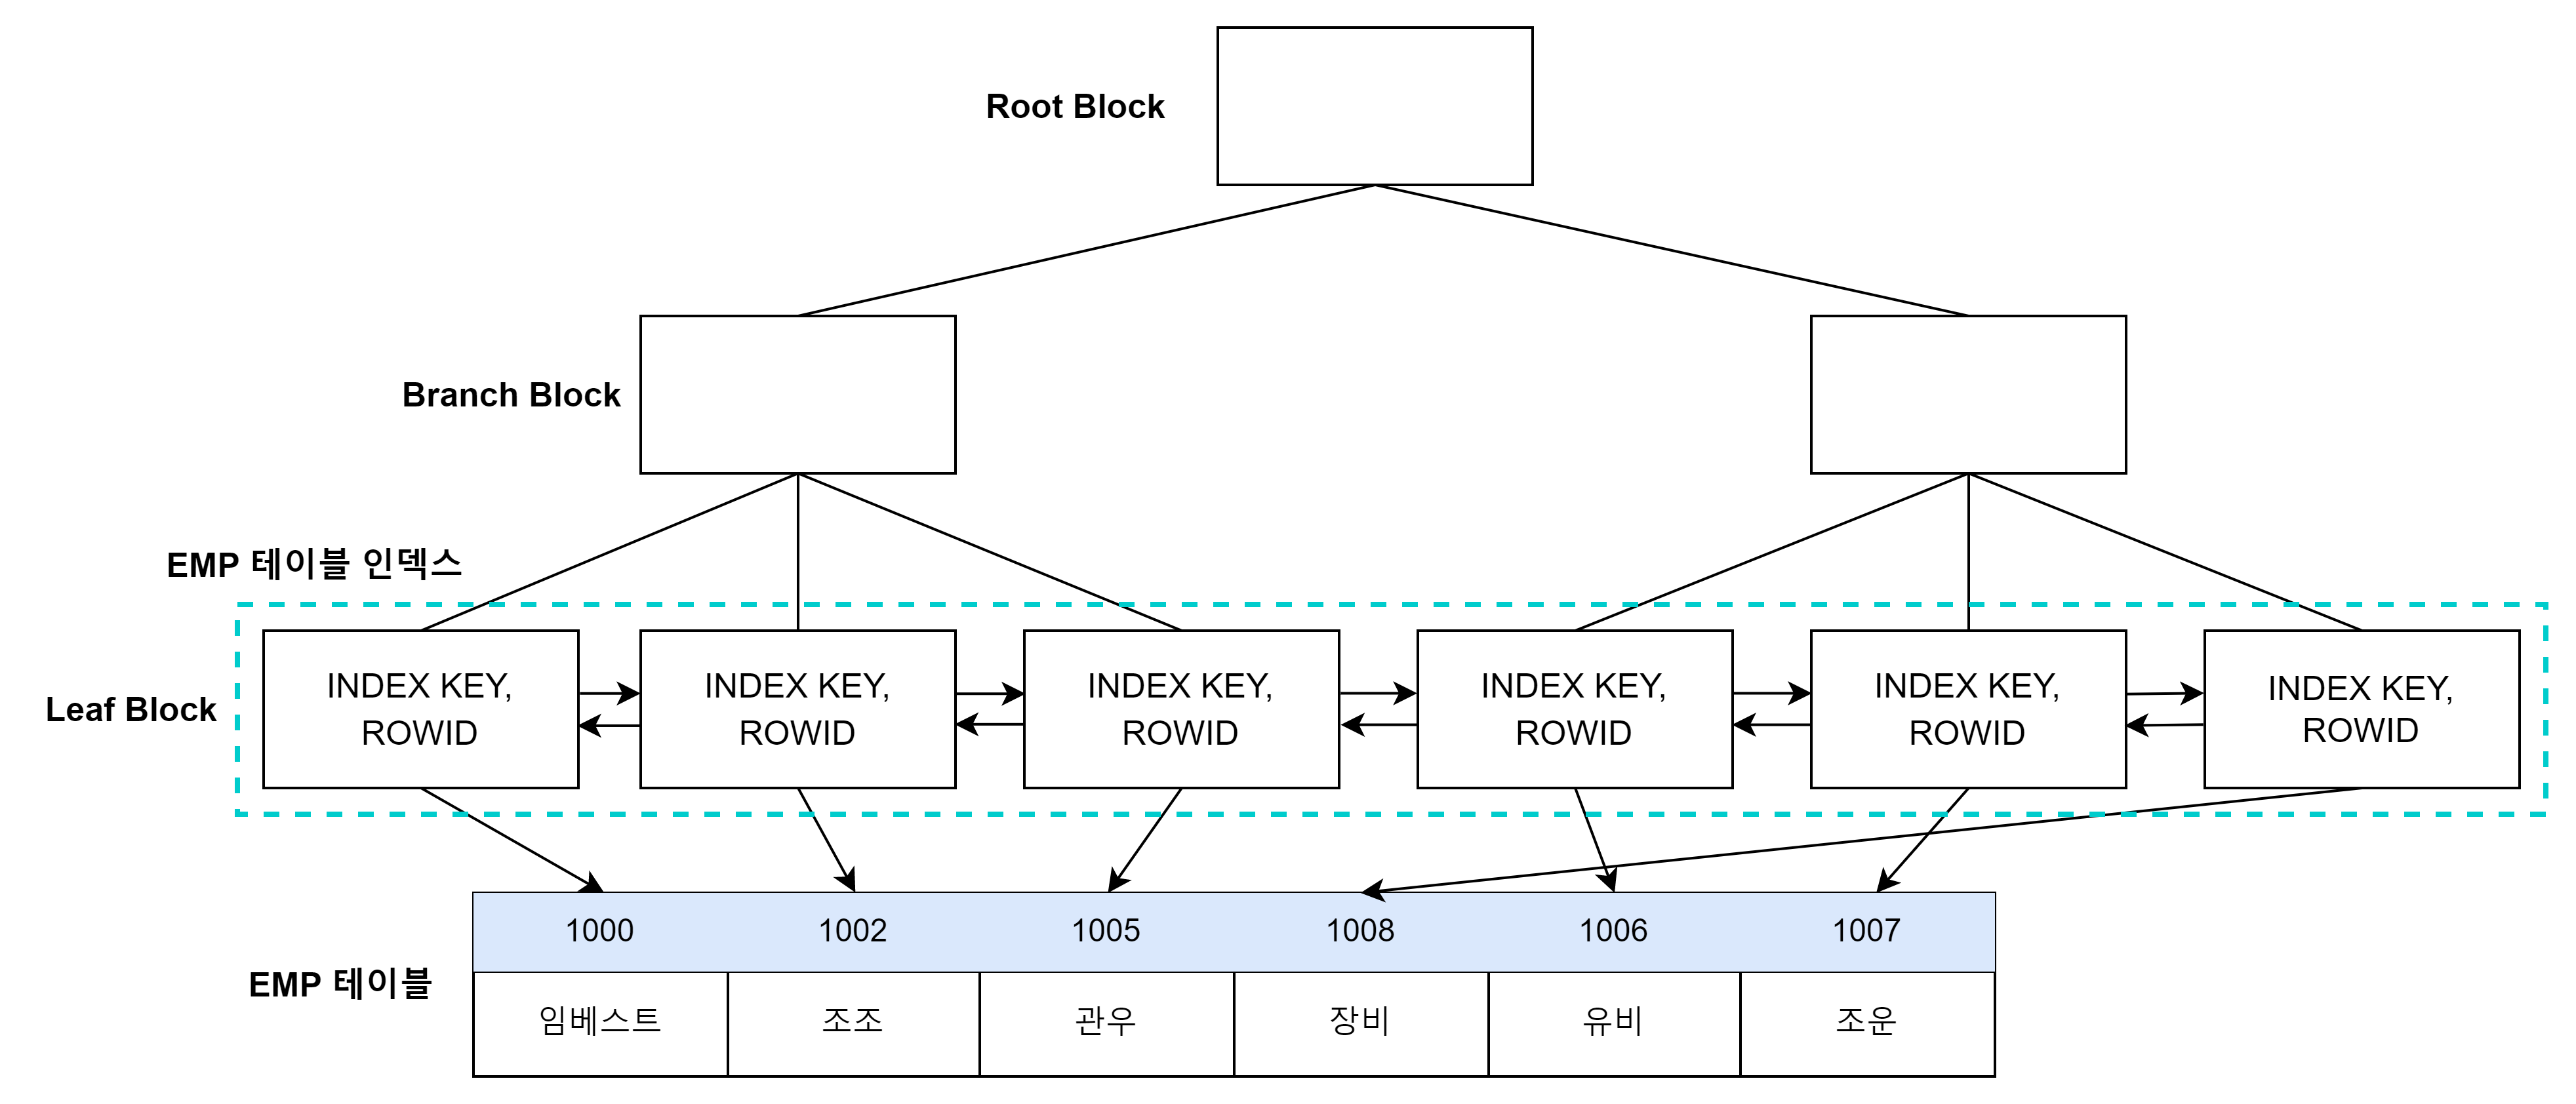 Root Block
Branch Block
EMP 테이블 인덱스
Leaf Block
INDEX KEY,
ROWID
INDEX KEY,
ROWID
INDEX KEY,
ROWID
INDEX KEY,
ROWID
INDEX KEY,
ROWID
INDEX KEY,
ROWID
EMP 테이블
1000 1002 1005 1008 1006 1007
임베스트 조조 관우 장비 유비 조운